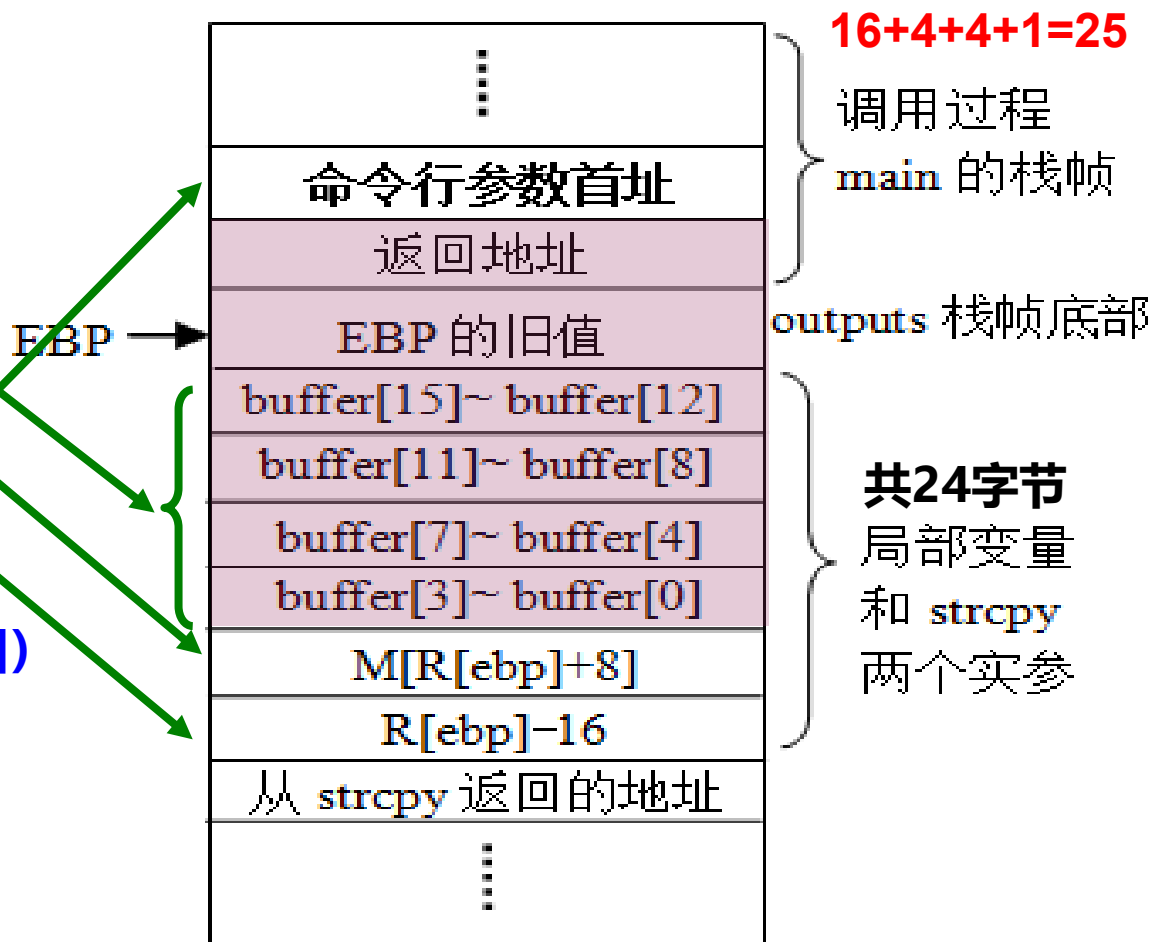 16+4+4+1=25
调用过程
main 的栈帧
命令行参数首址
返回地址
EBP
EBP 的旧值
outputs 栈帧底部
buffer[15]~ buffer[12]
buffer[11]~ buffer[8]
buffer[7]~ buffer[4]
buffer[3]~ buffer[0]
共24字节
局部变量
和 strcpy
两个实参
])
M[R[ebp]+8]
R[ebp]−16
从 strcpy 返回的地址